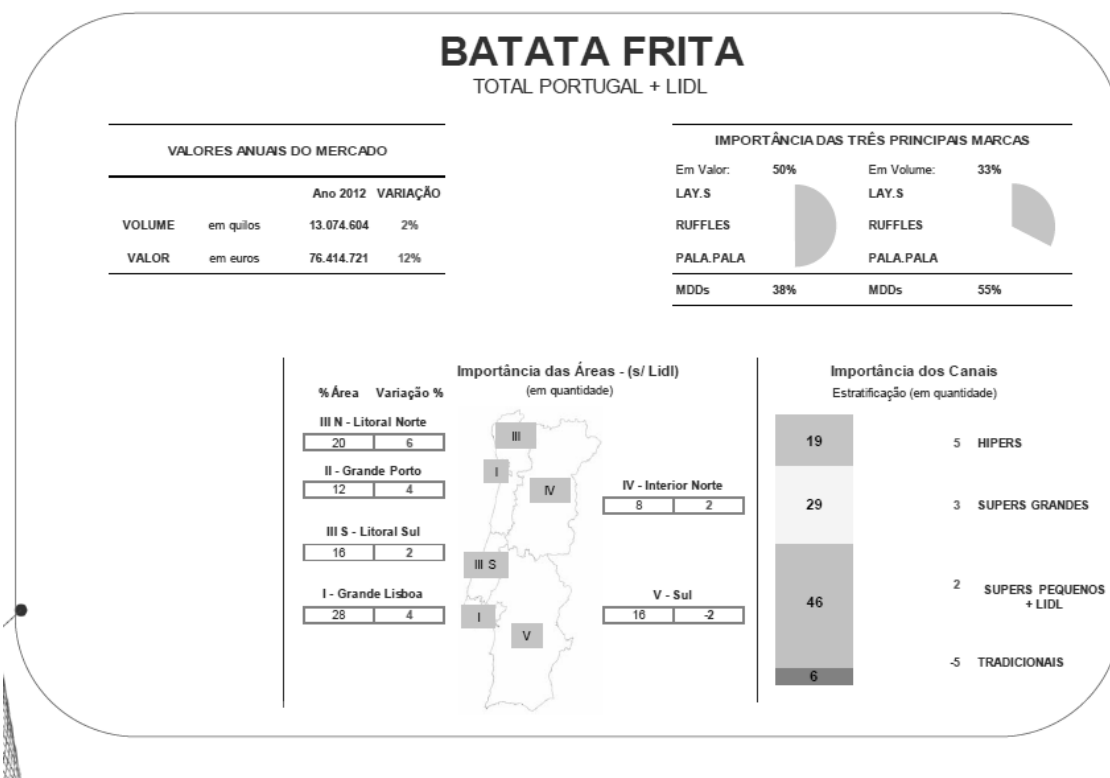 BATATA FRITA
TOTAL PORTUGAL + LIDL
VALORES ANUAIS DO MERCADO
Ano 2012 VARIAÇÃO
VOLUME em quilos 13.074.604 2%
VALOR em euros 76.414.721 12%
IMPORTÂNCIA DAS TRÊS PRINCIPAIS MARCAS
Em Valor: 50% Em Volume: 33%
LAY.S LAY.S
RUFFLES RUFFLES
PALA.PALA PALA.PALA
MDDs 38% MDDs 55%
Importância das Áreas - (s/ Lidl)
(em quantidade)
% Área Variação %
III N - Litoral Norte
20 6
II - Grande Porto
12 4
III S - Litoral Sul
16 2
I - Grande Lisboa
28 4
III
I
IV
III S
I
V
IV - Interior Norte
8 2
V - Sul
16 -2
Importância dos Canais
Estratificação (em quantidade)
19 5 HIPERS
29 3 SUPERS GRANDES
46 2 SUPERS PEQUENOS
+ LIDL
6 -5 TRADICIONAIS